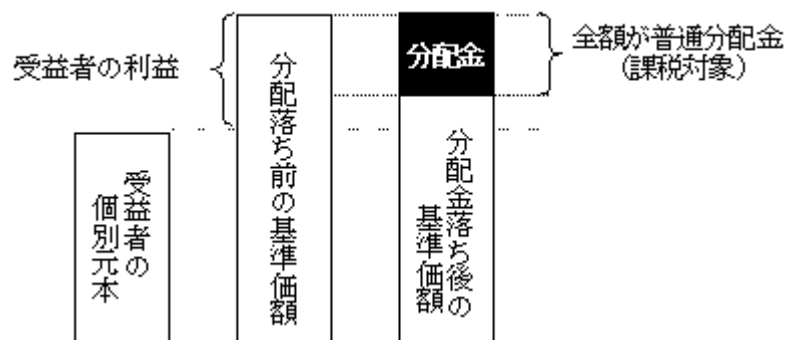 受益者の利益
分配落ち前の基準価額
分配金
全額が普通分配金
(課税対象)
受益者の
個別元本
分配金落ち後の
基準価額